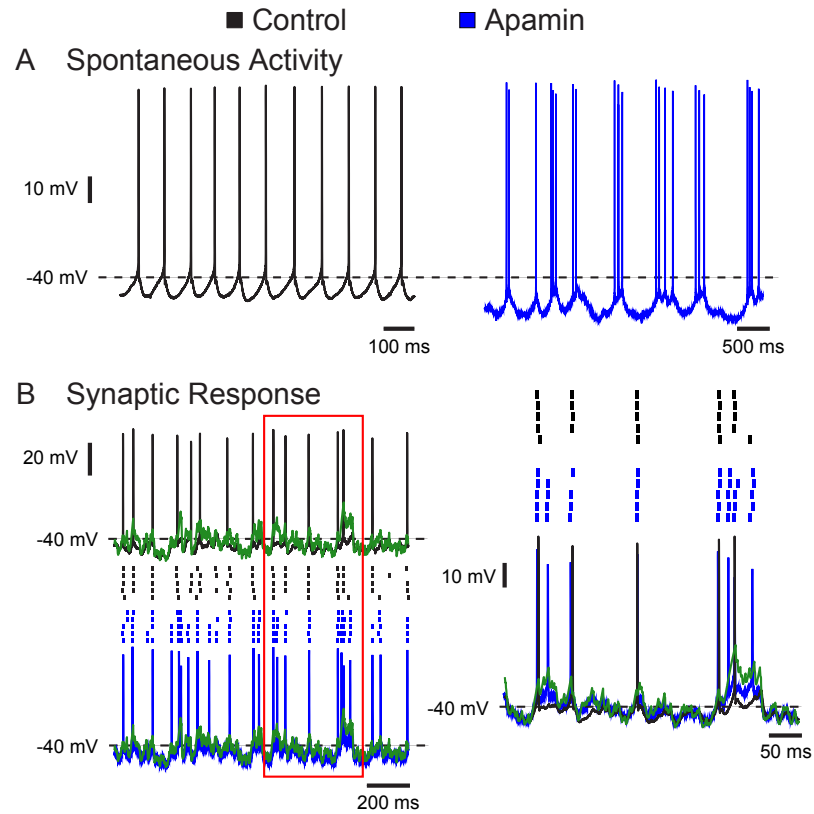 Control Apamin
A Spontaneous Activity
10 mV
-40 mV
100 ms 500 ms
B Synaptic Response
20 mV
-40 mV
10 mV
-40 mV
-40 mV
50 ms
200 ms